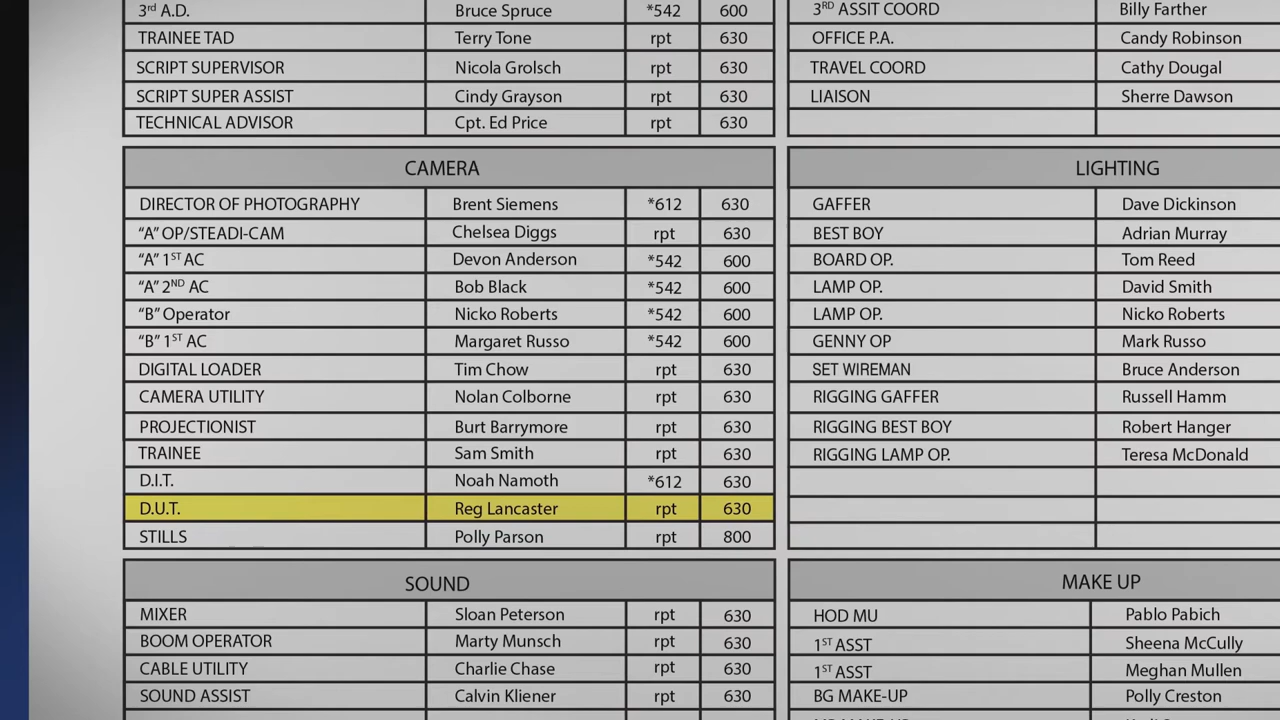 3rd A.D. Bruce Spruce *542 600
TRAINEE TAD Terry Tone rpt 630
SCRIPT SUPERVISOR Nicola Grolsch rpt 630
SCRIPT SUPER ASSIST Cindy Grayson rpt 630
TECHNICAL ADVISOR Cpt. Ed Price rpt 630
3RD ASSIT COORD Billy Farther
OFFICE P.A. Candy Robinson
TRAVEL COORD Cathy Dougal
LIAISON Sherre Dawson
CAMERA
DIRECTOR OF PHOTOGRAPHY Brent Siemens *612 630
“A” OP/STEADI-CAM Chelsea Diggs rpt 630
“A” 1ST AC Devon Anderson *542 600
“A” 2ND AC Bob Black *542 600
“B” Operator Nicko Roberts *542 600
“B” 1ST AC Margaret Russo *542 600
DIGITAL LOADER Tim Chow rpt 630
CAMERA UTILITY Nolan Colborne rpt 630
PROJECTIONIST Burt Barrymore rpt 630
TRAINEE Sam Smith rpt 630
D.I.T. Noah Namoth *612 630
D.U.T. Reg Lancaster rpt 630
STILLS Polly Parson rpt 800
LIGHTING
GAFFER Dave Dickinson
BEST BOY Adrian Murray
BOARD OP. Tom Reed
LAMP OP. David Smith
LAMP OP. Nicko Roberts
GENNY OP Mark Russo
SET WIREMAN Bruce Anderson
RIGGING GAFFER Russell Hamm
RIGGING BEST BOY Robert Hanger
RIGGING LAMP OP. Teresa McDonald
SOUND
MIXER Sloan Peterson rpt 630
BOOM OPERATOR Marty Munsch rpt 630
CABLE UTILITY Charlie Chase rpt 630
SOUND ASSIST Calvin Kliener rpt 630
MAKE UP
HOD MU Pablo Pabich
1ST ASST Sheena McCully
1ST ASST Meghan Mullen
BG MAKE-UP Polly Creston